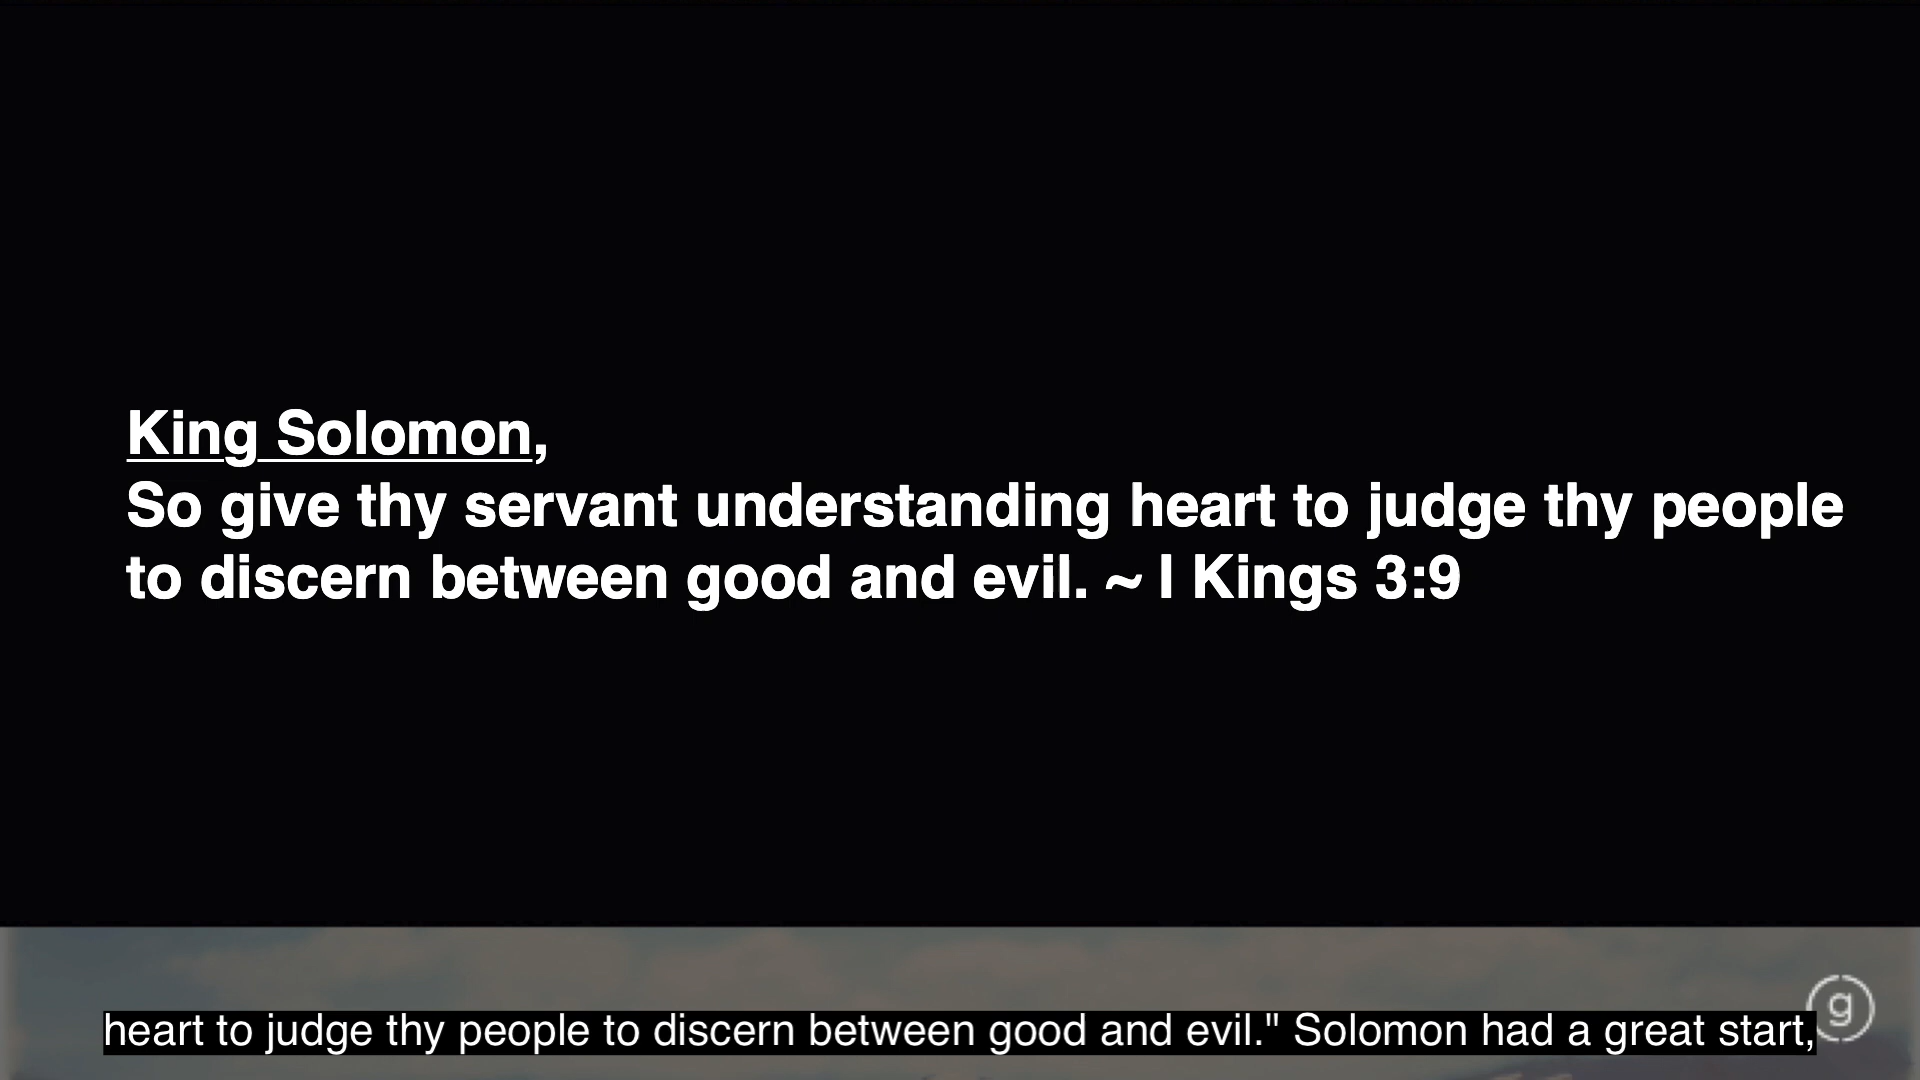 King Solomon,
So give thy servant understanding heart to judge thy people
to discern between good and evil. ~ I Kings 3:9
heart to judge thy people to discern between good and evil." Solomon had a great start,
g